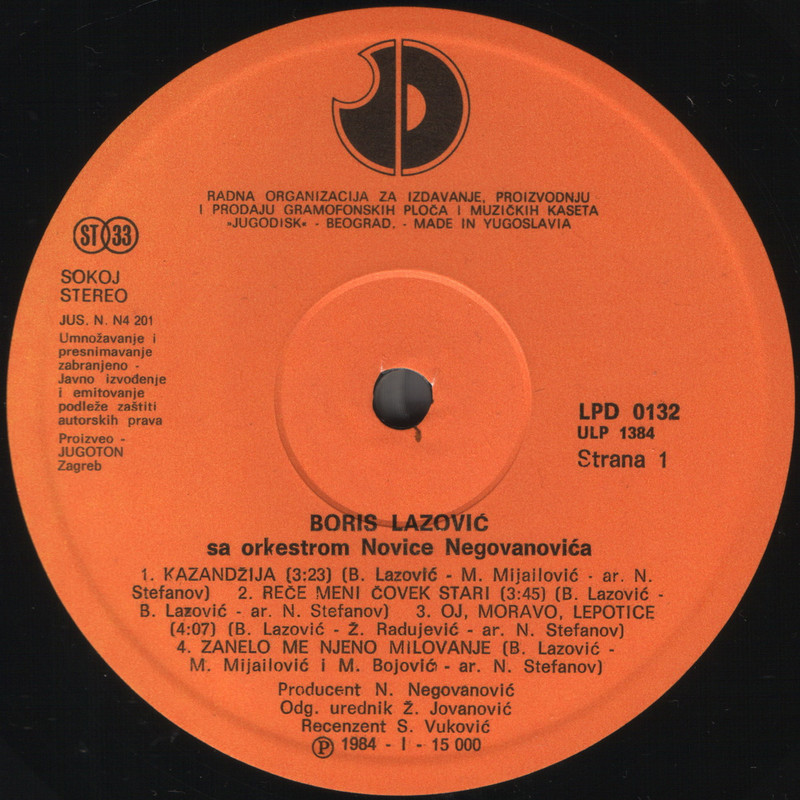 RADNA ORGANIZACIJA ZA IZDAVANJE, PROIZVODNJU
I PRODAJU GRAMOFONSKIH PLOČA I MUZIČKIH KASETA
»JUGODISK« - BEOGRAD. - MADE IN YUGOSLAVIA
ST 33
SOKOJ
STEREO
JUS. N. N4 201
Umnožavanje i
presnimavanje
zabranjeno -
Javno izvođenje
i emitovanje
podleže zaštiti
autorskih prava
Proizveo -
JUGOTON
Zagreb
LPD 0132
ULP 1384
Strana 1
BORIS LAZOVIĆ
sa orkestrom Novice Negovanovića
1. KAZANDŽIJA (3:23) (B. Lazović - M. Mijailović - ar. N.
Stefanov) 2. REČE MENI ČOVEK STARI (3:45) (B. Lazović -
B. Lazović - ar. N. Stefanov) 3. OJ, MORAVO, LEPOTICE
(4:07) (B. Lazović - Ž. Radujević - ar. N. Stefanov)
4. ZANELO ME NJENO MILOVANJE (B. Lazović -
M. Mijailović i M. Bojović - ar. N. Stefanov)
Producent N. Negovanović
Odg. urednik Ž. Jovanović
Recenzent S. Vuković
Ⓟ 1984 - I - 15 000